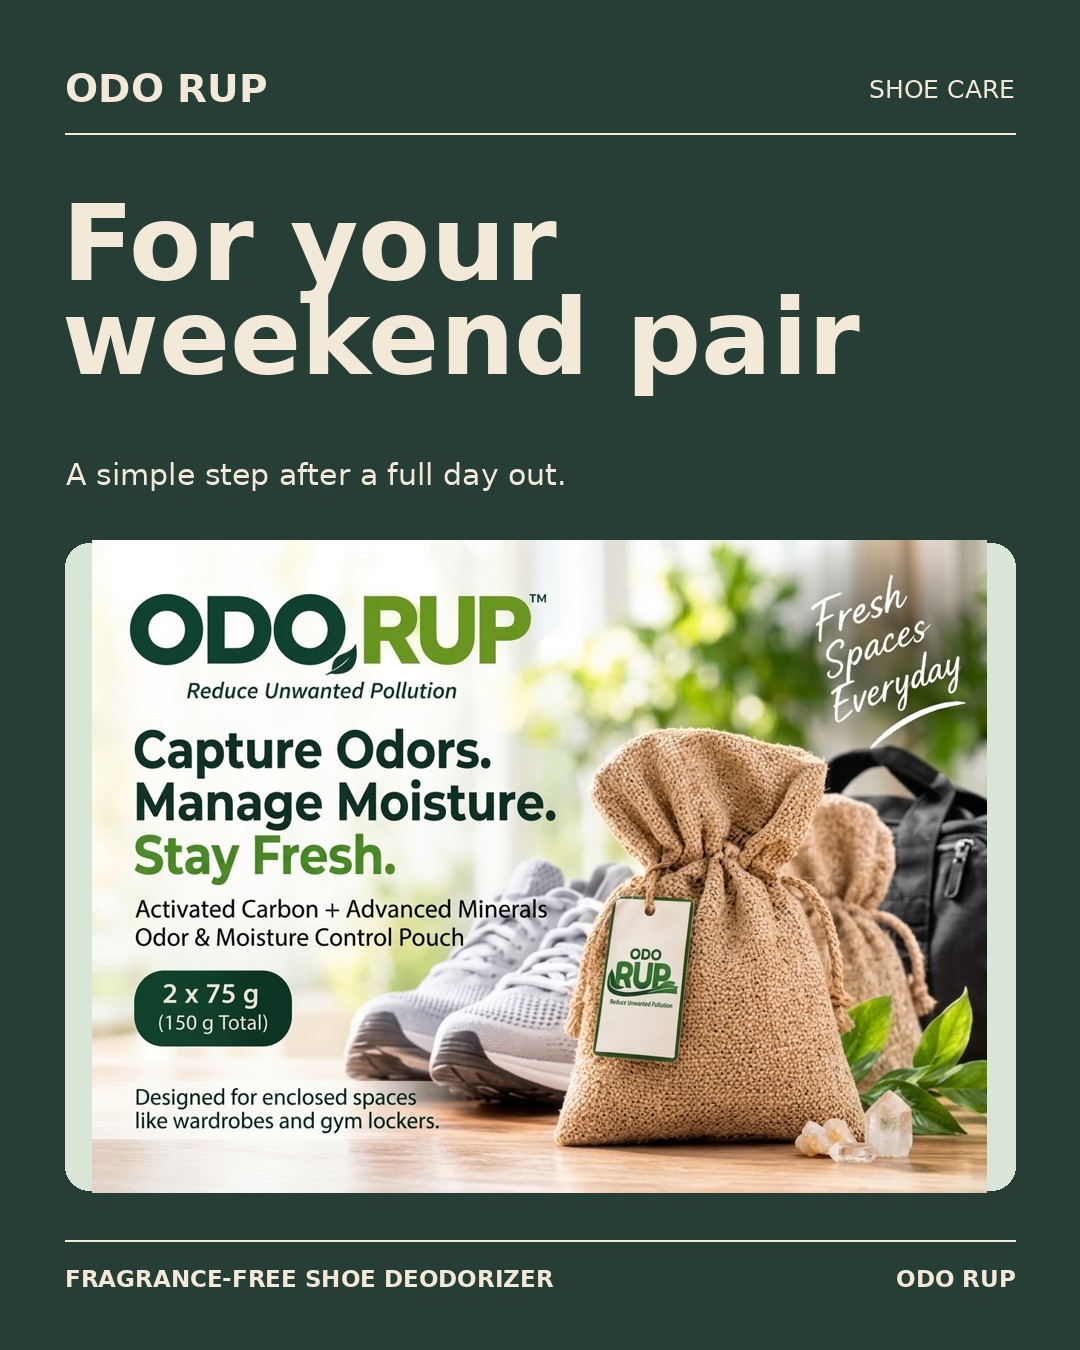 ODO RUP
SHOE CARE
For your
weekend pair
A simple step after a full day out.
ODO RUP™
Reduce Unwanted Pollution
Fresh
Spaces
Everyday
Capture Odors.
Manage Moisture.
Stay Fresh.
Activated Carbon + Advanced Minerals
Odor & Moisture Control Pouch
2 x 75 g
(150 g Total)
ODO
RUP
Reduce Unwanted Pollution
Designed for enclosed spaces
like wardrobes and gym lockers.
FRAGRANCE-FREE SHOE DEODORIZER
ODO RUP